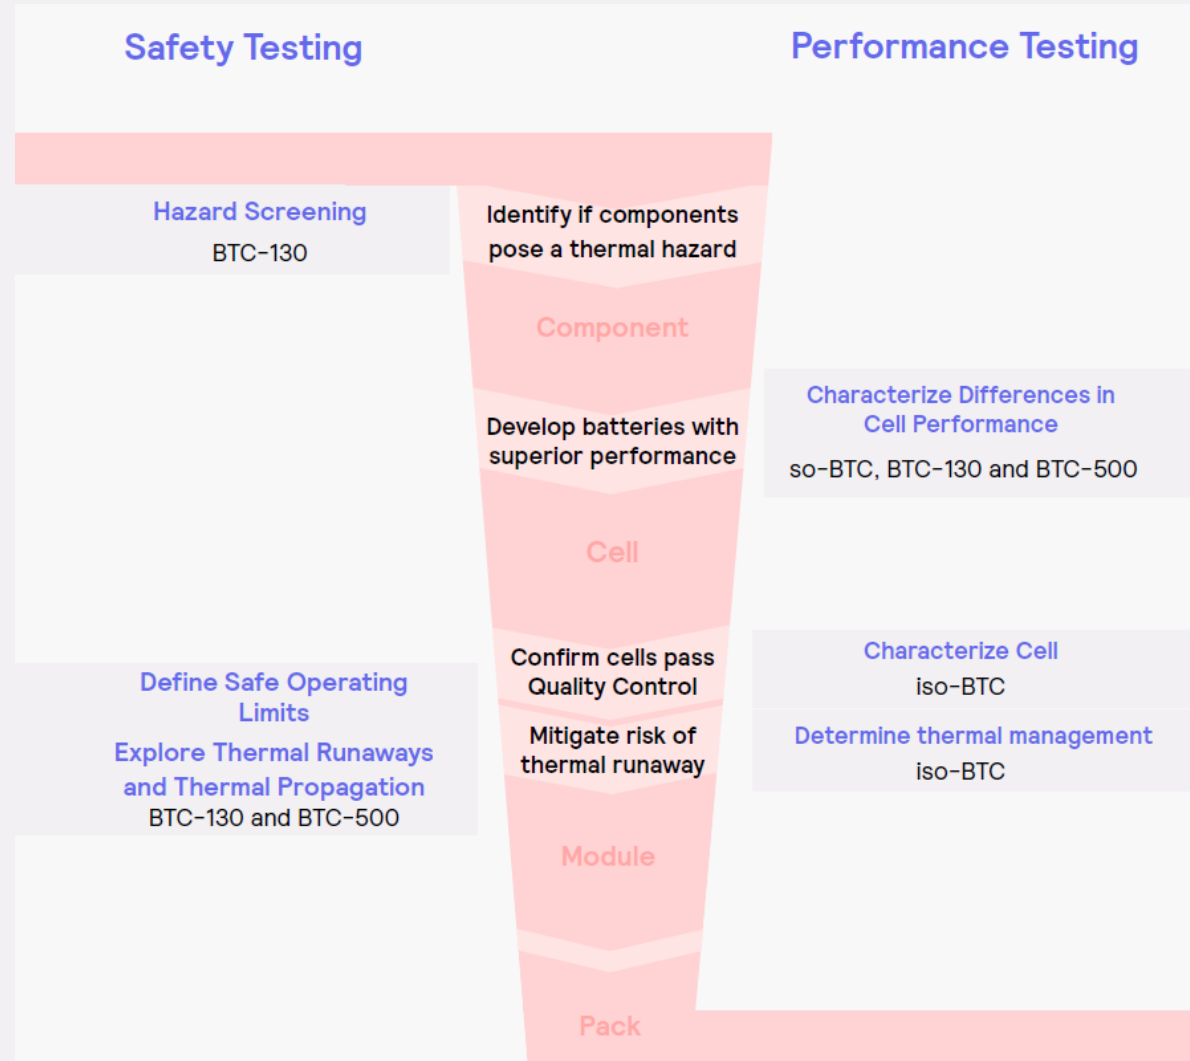 Safety Testing
Performance Testing
Hazard Screening
BTC-130
Identify if components
pose a thermal hazard
Component
Characterize Differences in
Cell Performance
so-BTC, BTC-130 and BTC-500
Develop batteries with
superior performance
Cell
Confirm cells pass
Quality Control
Characterize Cell
iso-BTC
Define Safe Operating
Limits
Explore Thermal Runaways
and Thermal Propagation
BTC-130 and BTC-500
Mitigate risk of
thermal runaway
Determine thermal management
iso-BTC
Module
Pack